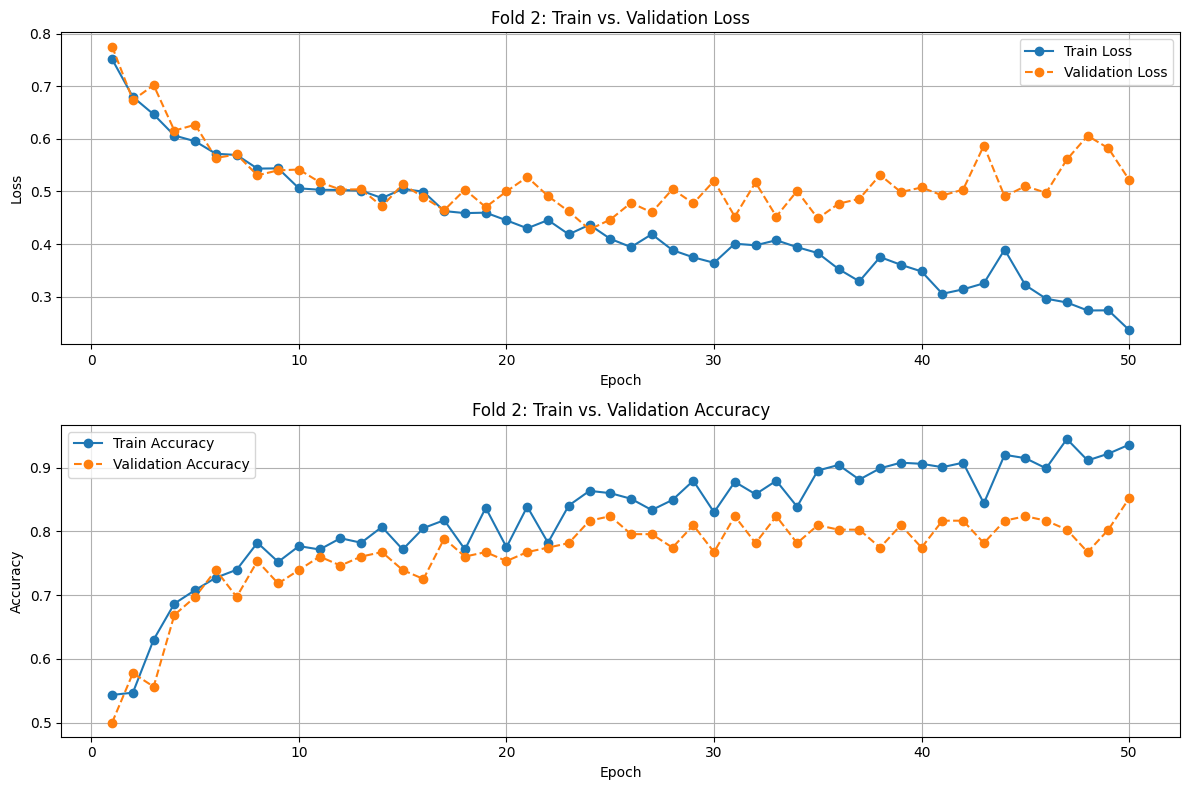 Fold 2: Train vs. Validation Loss
0.8
0.7
0.6
0.5
0.4
0.3
Loss
Train Loss
Validation Loss
0 10 20 30 40 50
Epoch
Fold 2: Train vs. Validation Accuracy
0.9
0.8
0.7
0.6
0.5
Accuracy
Train Accuracy
Validation Accuracy
0 10 20 30 40 50
Epoch